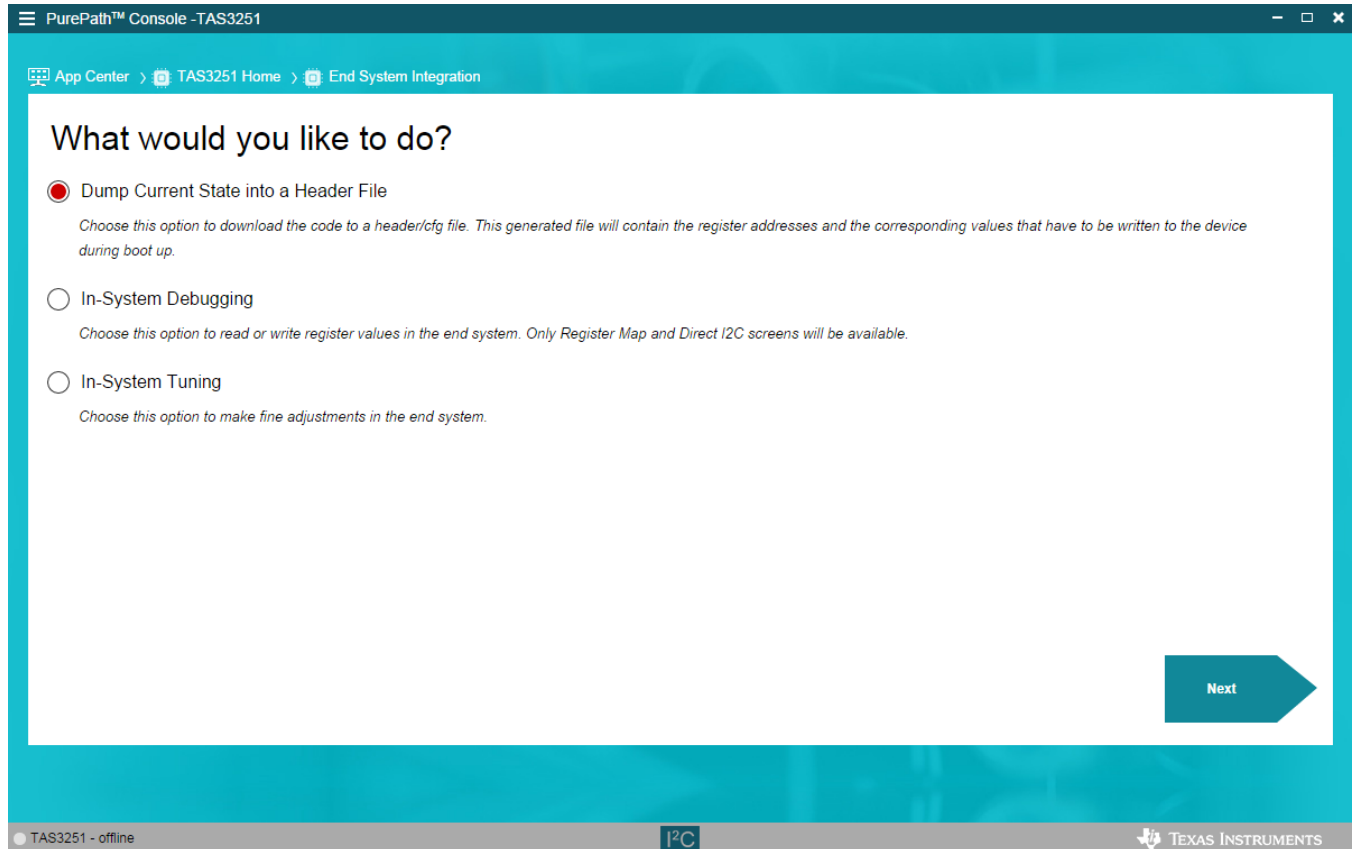 PurePath™ Console -TAS3251
App Center > TAS3251 Home > End System Integration
What would you like to do?
Dump Current State into a Header File
Choose this option to download the code to a header/cfg file. This generated file will contain the register addresses and the corresponding values that have to be written to the device
during boot up.
In-System Debugging
Choose this option to read or write register values in the end system. Only Register Map and Direct I2C screens will be available.
In-System Tuning
Choose this option to make fine adjustments in the end system.
Next
TAS3251 - offline
I²C
TEXAS INSTRUMENTS